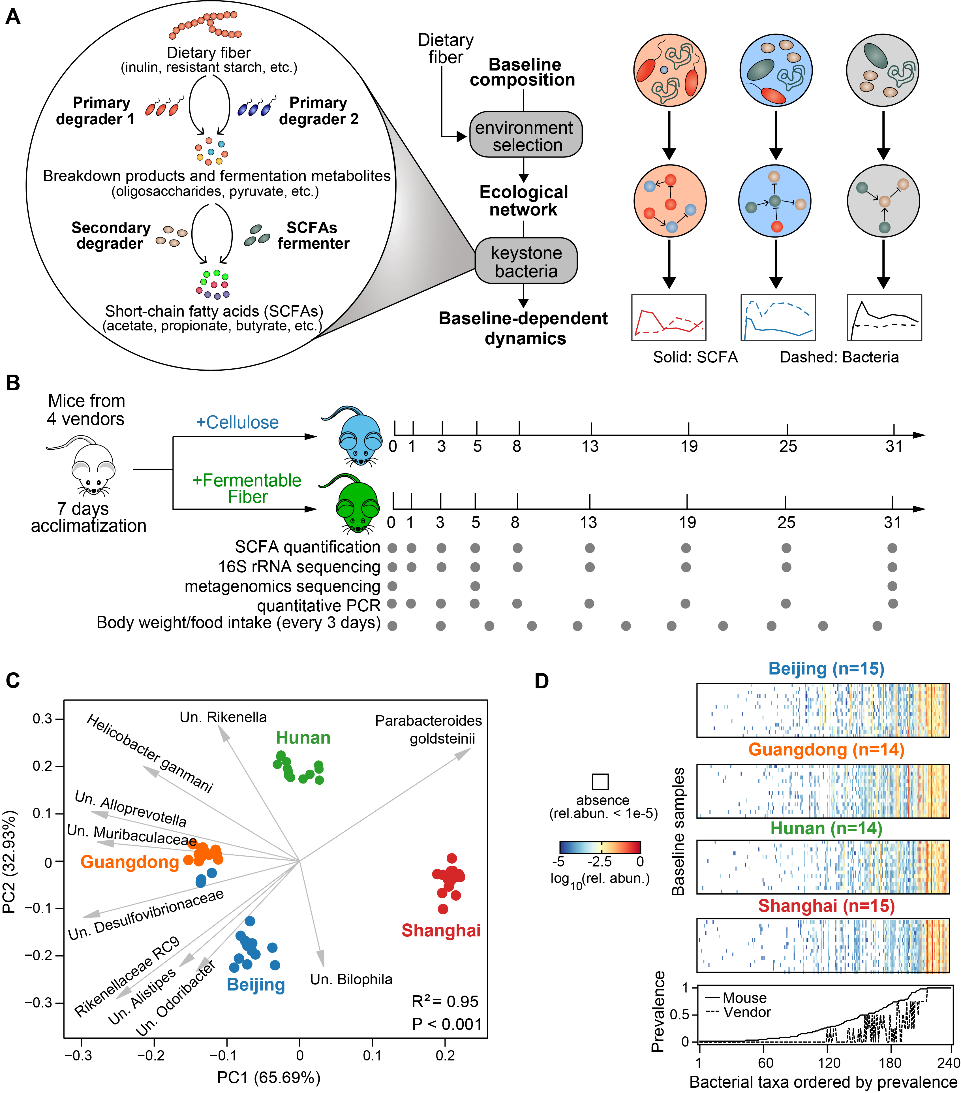 A
Dietary fiber
(inulin, resistant starch, etc.)
Primary
degrader 1
Primary
degrader 2
Breakdown products and fermentation metabolites
(oligosaccharides, pyruvate, etc.)
Secondary
degrader
SCFAs
fermenter
Short-chain fatty acids (SCFAs)
(acetate, propionate, butyrate, etc.)
Dietary
fiber
Baseline
composition
environment
selection
Ecological
network
keystone
bacteria
Baseline-dependent
dynamics
Solid: SCFA
Dashed: Bacteria
B
Mice from
4 vendors
7 days
acclimatization
+Cellulose
+Fermentable
Fiber
0 1 3 5 8 13 19 25 31
0 1 3 5 8 13 19 25 31
SCFA quantification
16S rRNA sequencing
metagenomics sequencing
quantitative PCR
Body weight/food intake (every 3 days)
C
PC2 (32.93%)
0.3
0.2
0.1
0
−0.1
−0.2
−0.3
Un. Rikenella
Parabacteroides
goldsteinii
Helicobacter ganmani
Hunan
Un. Alloprevotella
Un. Muribaculaceae
Guangdong
Un. Desulfovibrionaceae
Shanghai
Rikenellaceae RC9
Un. Alistipes
Un. Odoribacter
Beijing
Un. Bilophila
R² = 0.95
P < 0.001
−0.3 −0.2 −0.1 0 0.1 0.2
PC1 (65.69%)
D
absence
(rel.abun. < 1e-5)
−5 −2.5 0
log10(rel. abun.)
Baseline samples
Beijing (n=15)
Guangdong (n=14)
Hunan (n=14)
Shanghai (n=15)
Prevalence
1
0.5
0
Mouse
Vendor
1 60 120 180 240
Bacterial taxa ordered by prevalence